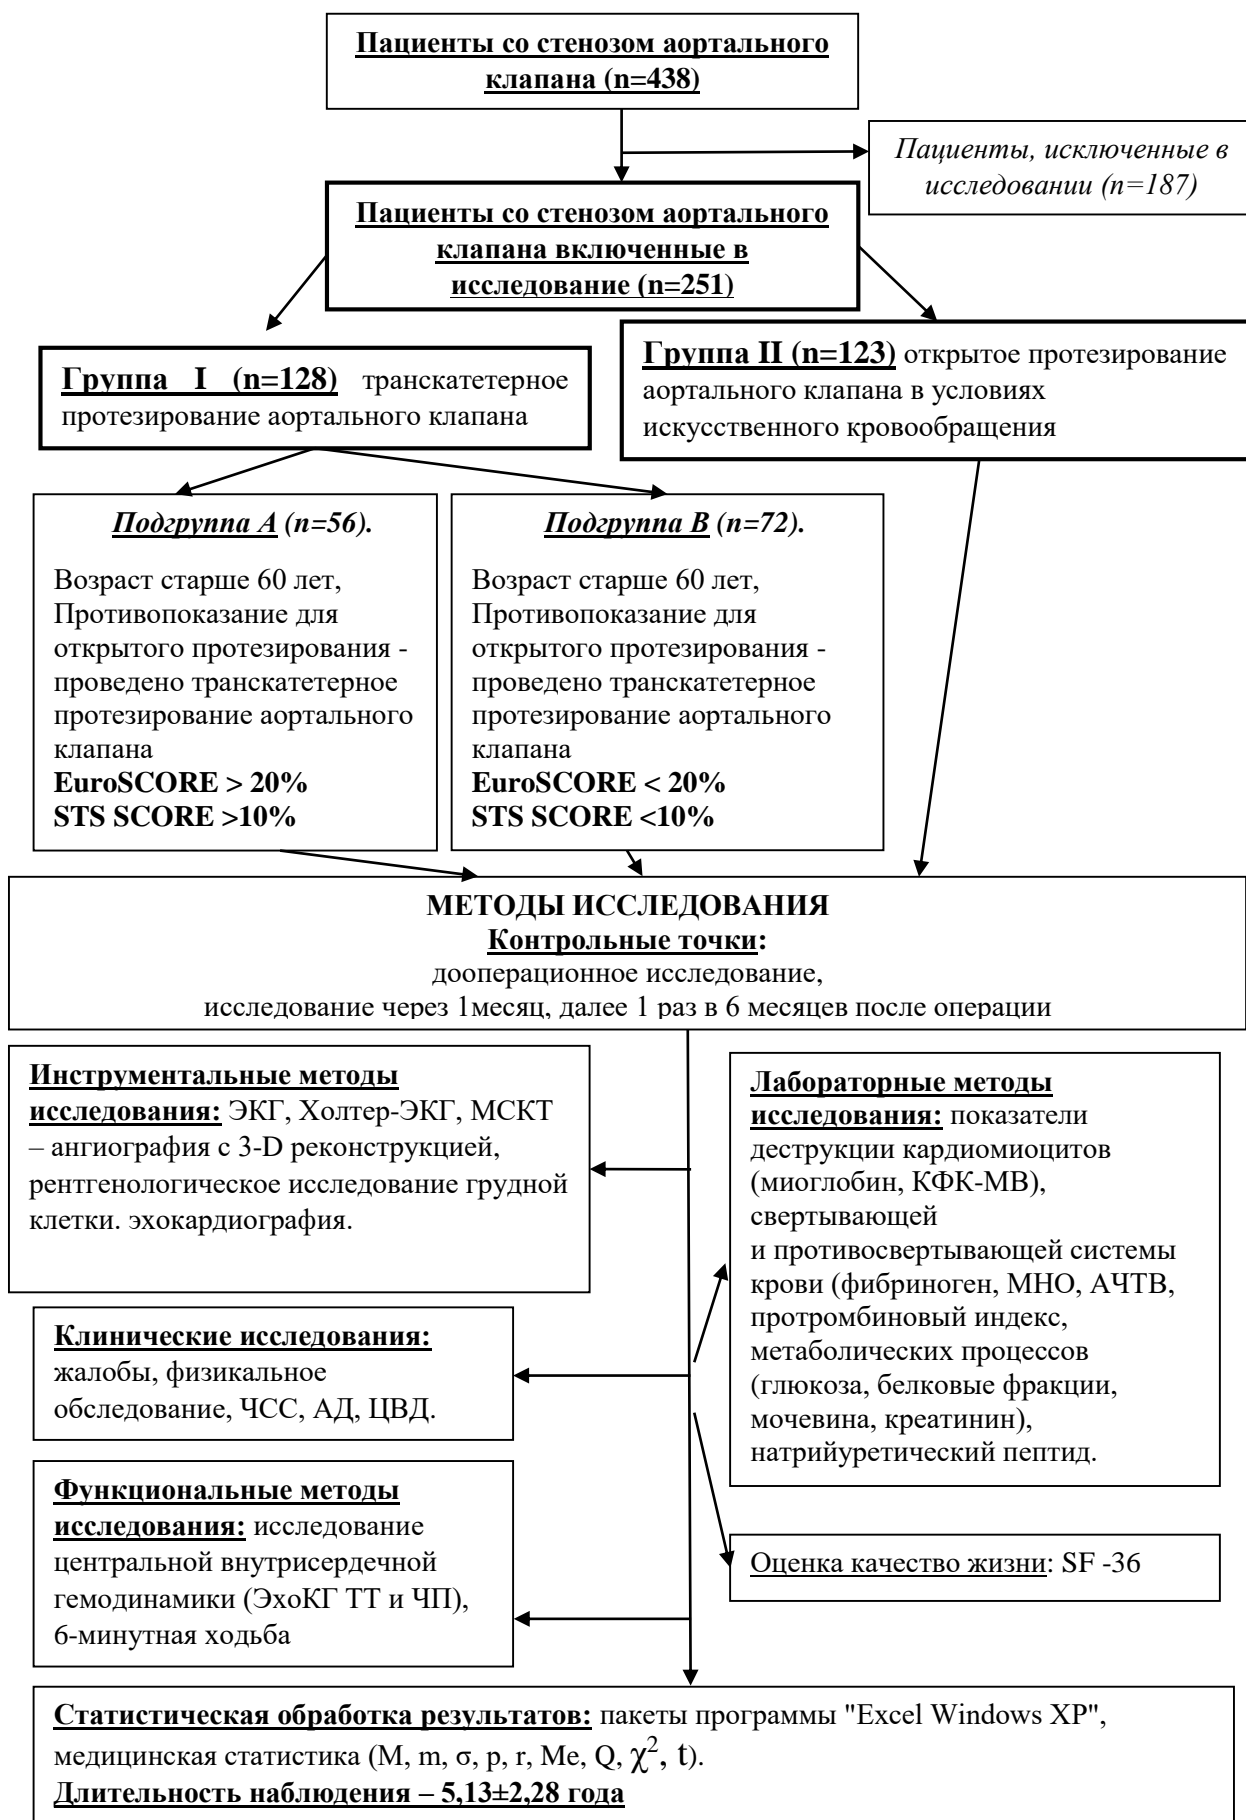 Пациенты со стенозом аортального
клапана (n=438)
Пациенты, исключенные в
исследовании (n=187)
Пациенты со стенозом аортального
клапана включенные в
исследование (n=251)
Группа I (n=128) транскатетерное
протезирование аортального клапана
Группа II (n=123) открытое протезирование
аортального клапана в условиях
искусственного кровообращения
Подгруппа А (n=56).
Возраст старше 60 лет,
Противопоказание для
открытого протезирования -
проведено транскатетерное
протезирование аортального
клапана
EuroSCORE > 20%
STS SCORE >10%
Подгруппа В (n=72).
Возраст старше 60 лет,
Противопоказание для
открытого протезирования -
проведено транскатетерное
протезирование аортального
клапана
EuroSCORE < 20%
STS SCORE <10%
МЕТОДЫ ИССЛЕДОВАНИЯ
Контрольные точки:
дооперационное исследование,
исследование через 1месяц, далее 1 раз в 6 месяцев после операции
Инструментальные методы
исследования: ЭКГ, Холтер-ЭКГ, МСКТ
– ангиография с 3-D реконструкцией,
рентгенологическое исследование грудной
клетки. эхокардиография.
Лабораторные методы
исследования: показатели
деструкции кардиомиоцитов
(миоглобин, КФК-МВ),
свертывающей
и противосвертывающей системы
крови (фибриноген, МНО, АЧТВ,
протромбиновый индекс,
метаболических процессов
(глюкоза, белковые фракции,
мочевина, креатинин),
натрийуретический пептид.
Клинические исследования:
жалобы, физикальное
обследование, ЧСС, АД, ЦВД.
Функциональные методы
исследования: исследование
центральной внутрисердечной
гемодинамики (ЭхоКГ ТТ и ЧП),
6-минутная ходьба
Оценка качество жизни: SF -36
Статистическая обработка результатов: пакеты программы "Excel Windows XP",
медицинская статистика (M, m, σ, p, r, Me, Q, χ², t).
Длительность наблюдения – 5,13±2,28 года